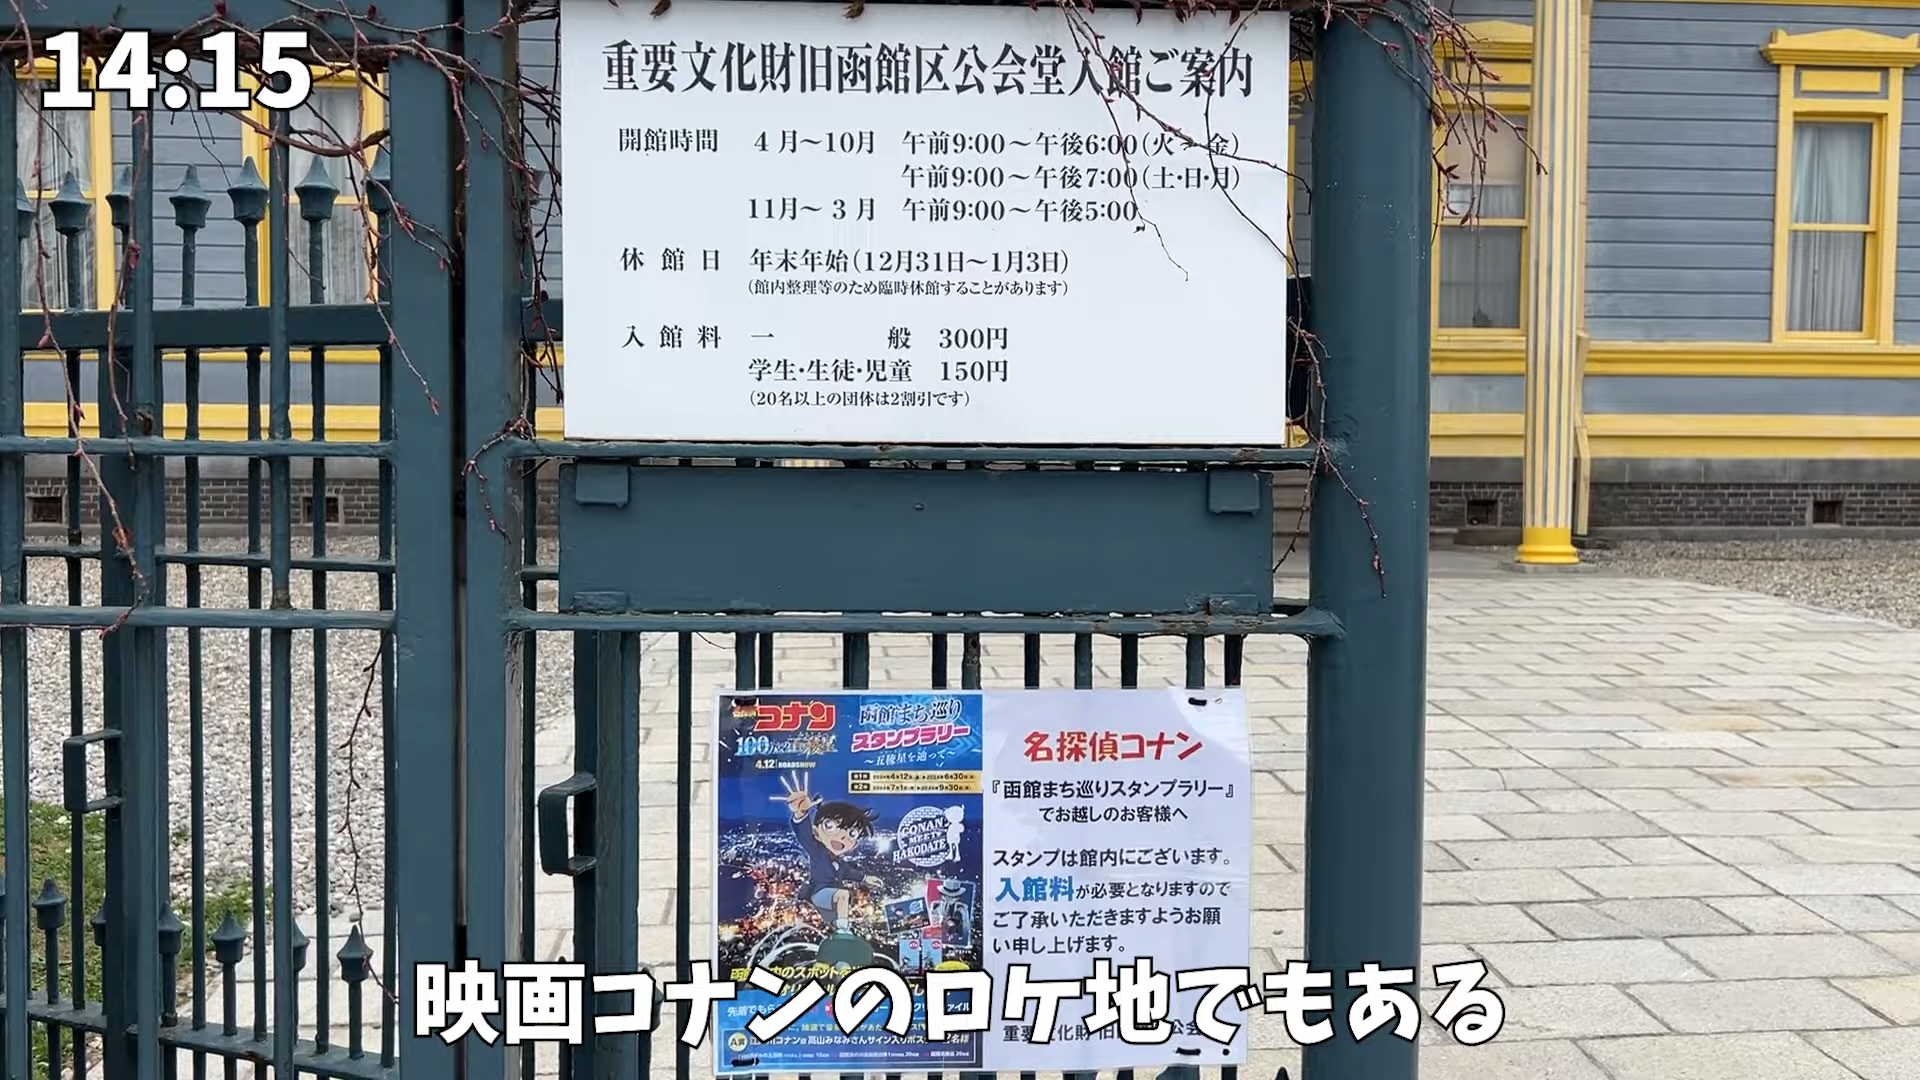 14:15
重要文化財旧函館区公会堂入館ご案内
開館時間 4月〜10月 午前9:00〜午後6:00(火〜金)
午前9:00〜午後7:00(土・日・月)
11月〜3月 午前9:00〜午後5:00
休館日 年末年始(12月31日〜1月3日)
(館内整理等のため臨時休館することがあります)
入館料 一般 300円
学生・生徒・児童 150円
(20名以上の団体は2割引です)
コナン
函館まち巡り
スタンプラリー
〜五稜星を辿って〜
4.12 ROADSHOW
CONAN
MEETS
HAKODATE
名探偵コナン
『函館まち巡りスタンプラリー』
でお越しのお客様へ
スタンプは館内にございます。
入館料が必要となりますので
ご了承いただきますようお願
い申し上げます。
映画コナンのロケ地でもある